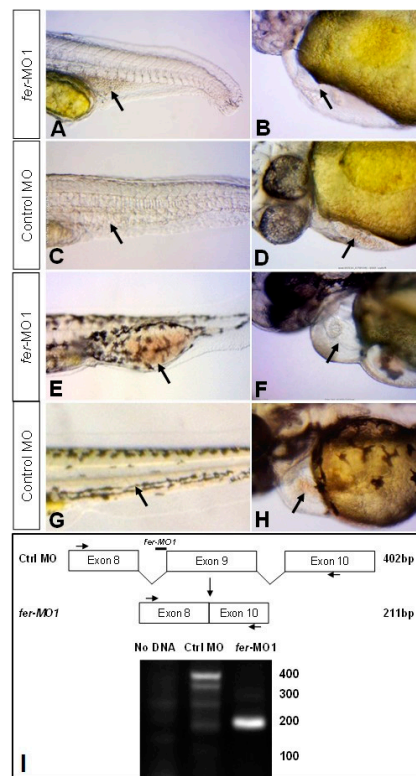 fer-MO1
A
B
Control MO
C
D
fer-MO1
E
F
Control MO
G
H
fer-MO1
Ctrl MO
Exon 8
Exon 9
Exon 10
402bp
fer-MO1
Exon 8
Exon 10
211bp
No DNA
Ctrl MO
fer-MO1
400
300
200
100
I